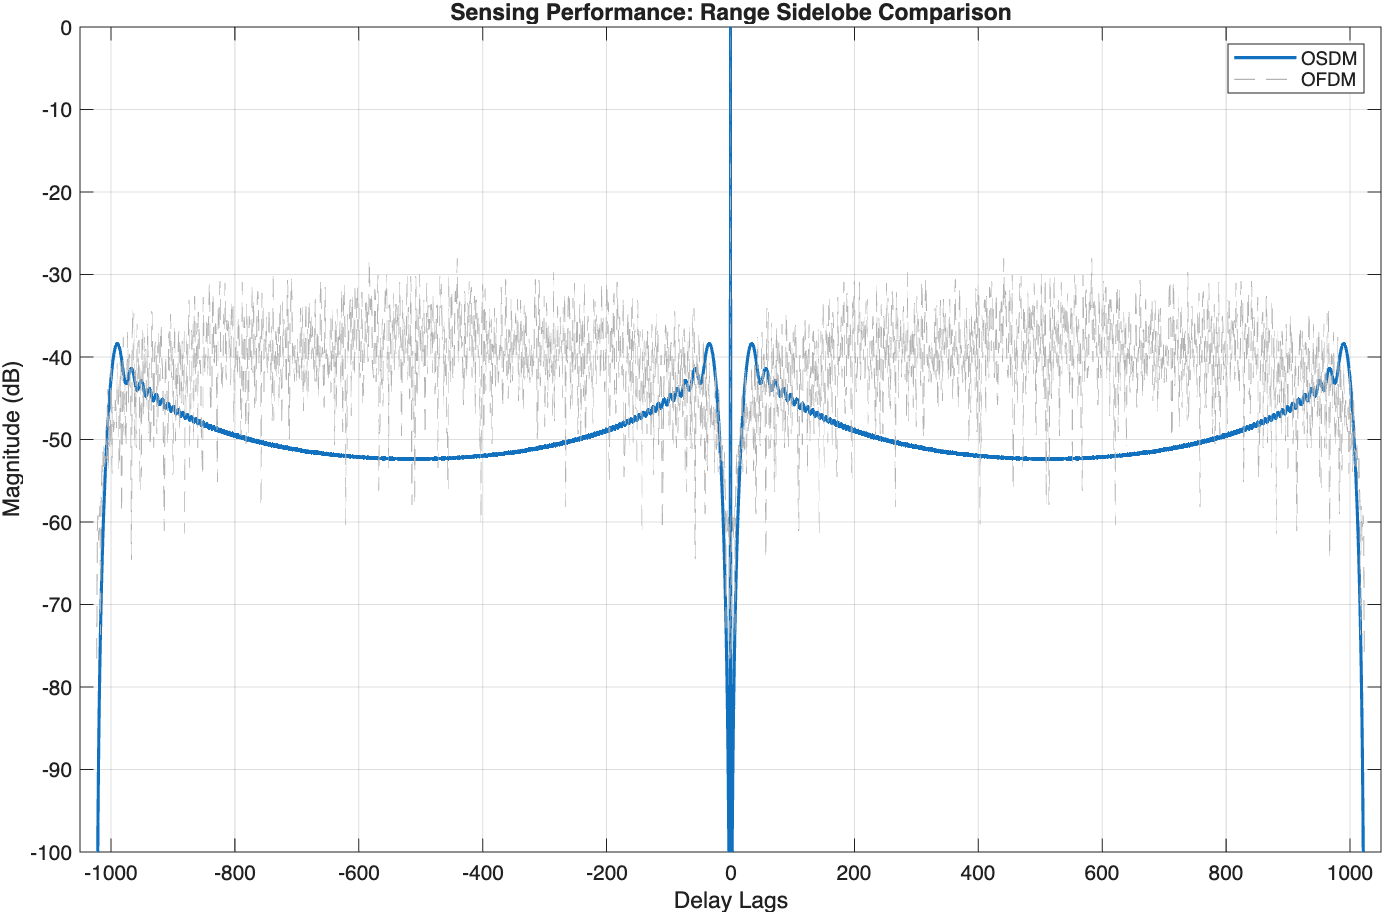 Sensing Performance: Range Sidelobe Comparison
0
-10
-20
-30
-40
-50
-60
-70
-80
-90
-100
Magnitude (dB)
OSDM
OFDM
-1000 -800 -600 -400 -200 0 200 400 600 800 1000
Delay Lags